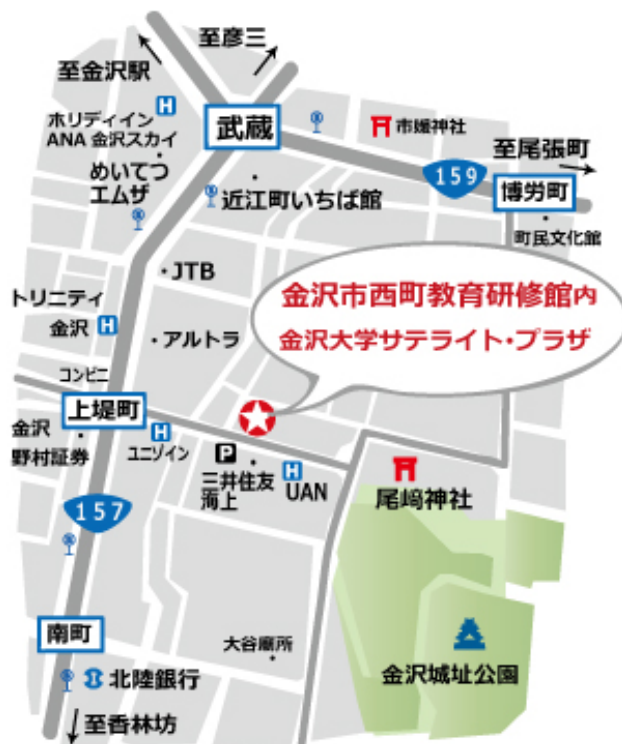 至彦三
至金沢駅
H
ホリディイン
ANA 金沢スカイ
武蔵
市媛神社
至尾張町
159
博労町
めいてつ
エムザ
近江町いちば館
町民文化館
JTB
金沢市西町教育研修館内
金沢大学サテライト・プラザ
トリニティ
金沢
H
アルトラ
コンビニ
上堤町
金沢
野村証券
H
ユニゾイン
P
三井住友
海上
H
UAN
尾﨑神社
157
南町
大谷廟所
金沢城址公園
北陸銀行
至香林坊